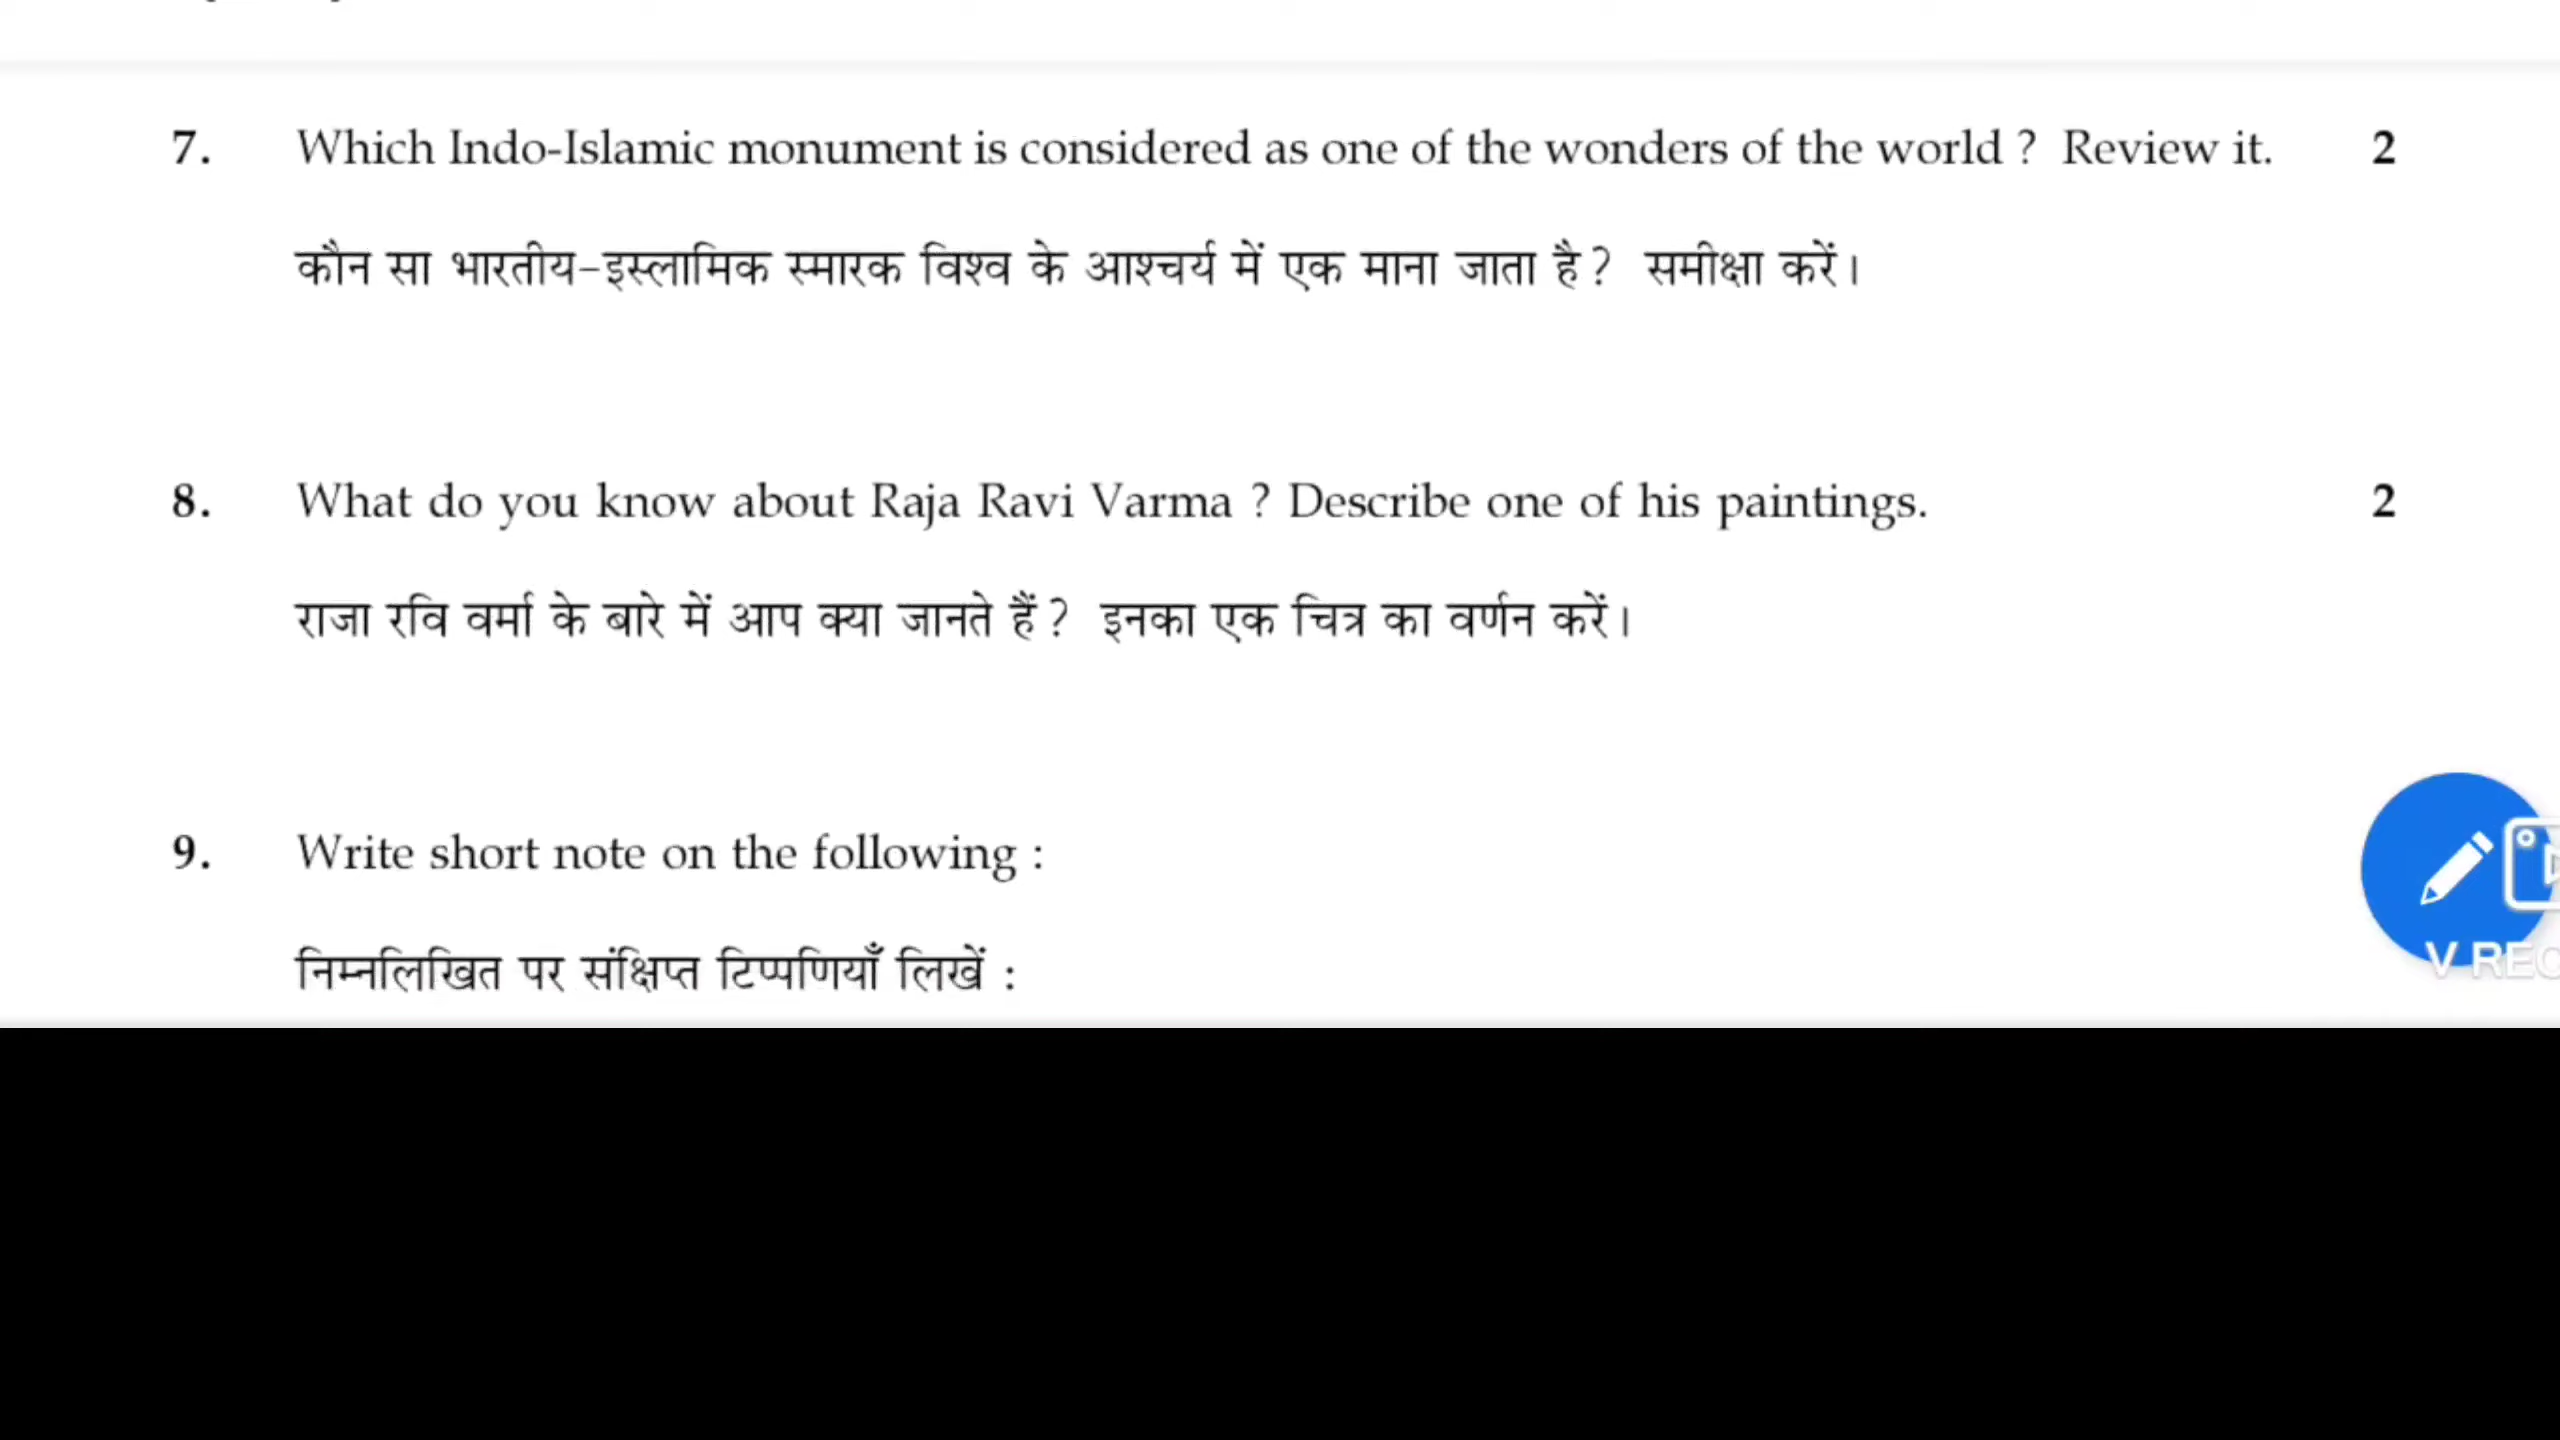 7. Which Indo-Islamic monument is considered as one of the wonders of the world ? Review it. 2
कौन सा भारतीय-इस्लामिक स्मारक विश्व के आश्चर्य में एक माना जाता है? समीक्षा करें।
8. What do you know about Raja Ravi Varma ? Describe one of his paintings. 2
राजा रवि वर्मा के बारे में आप क्या जानते हैं? इनका एक चित्र का वर्णन करें।
9. Write short note on the following :
निम्नलिखित पर संक्षिप्त टिप्पणियाँ लिखें :
V REC